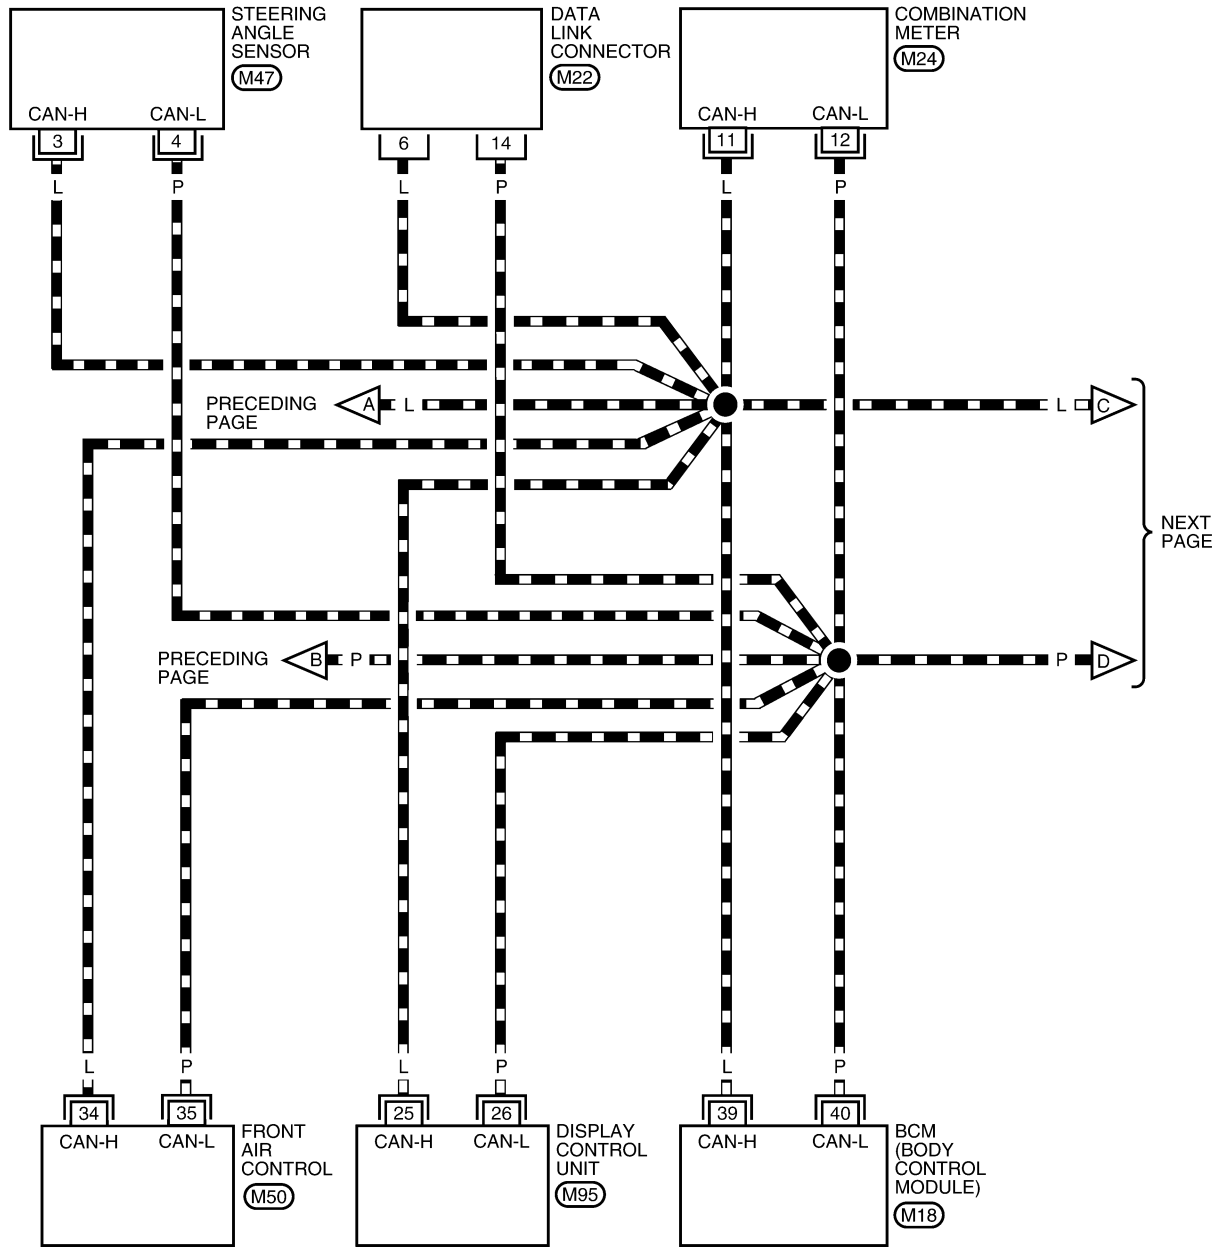 STEERING
ANGLE
SENSOR
M47
DATA
LINK
CONNECTOR
M22
COMBINATION
METER
M24
CAN-H CAN-L
CAN-H CAN-L
3 4 6 14 11 12
L P L P L P
PRECEDING
PAGE
A L
L C
NEXT
PAGE
PRECEDING
PAGE
B P
P D
L P L P L P
34 35 25 26 39 40
CAN-H CAN-L
FRONT
AIR
CONTROL
M50
CAN-H CAN-L
DISPLAY
CONTROL
UNIT
M95
CAN-H CAN-L
BCM
(BODY
CONTROL
MODULE)
M18